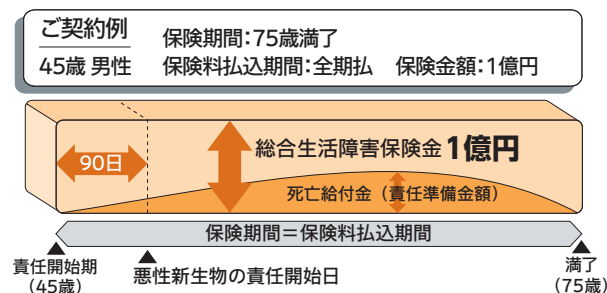 ご契約例
45歳 男性
保険期間:75歳満了
保険料払込期間:全期払 保険金額:1億円
90日
総合生活障害保険金 1億円
死亡給付金(責任準備金額)
保険期間=保険料払込期間
責任開始期
(45歳)
悪性新生物の責任開始日
満了
(75歳)